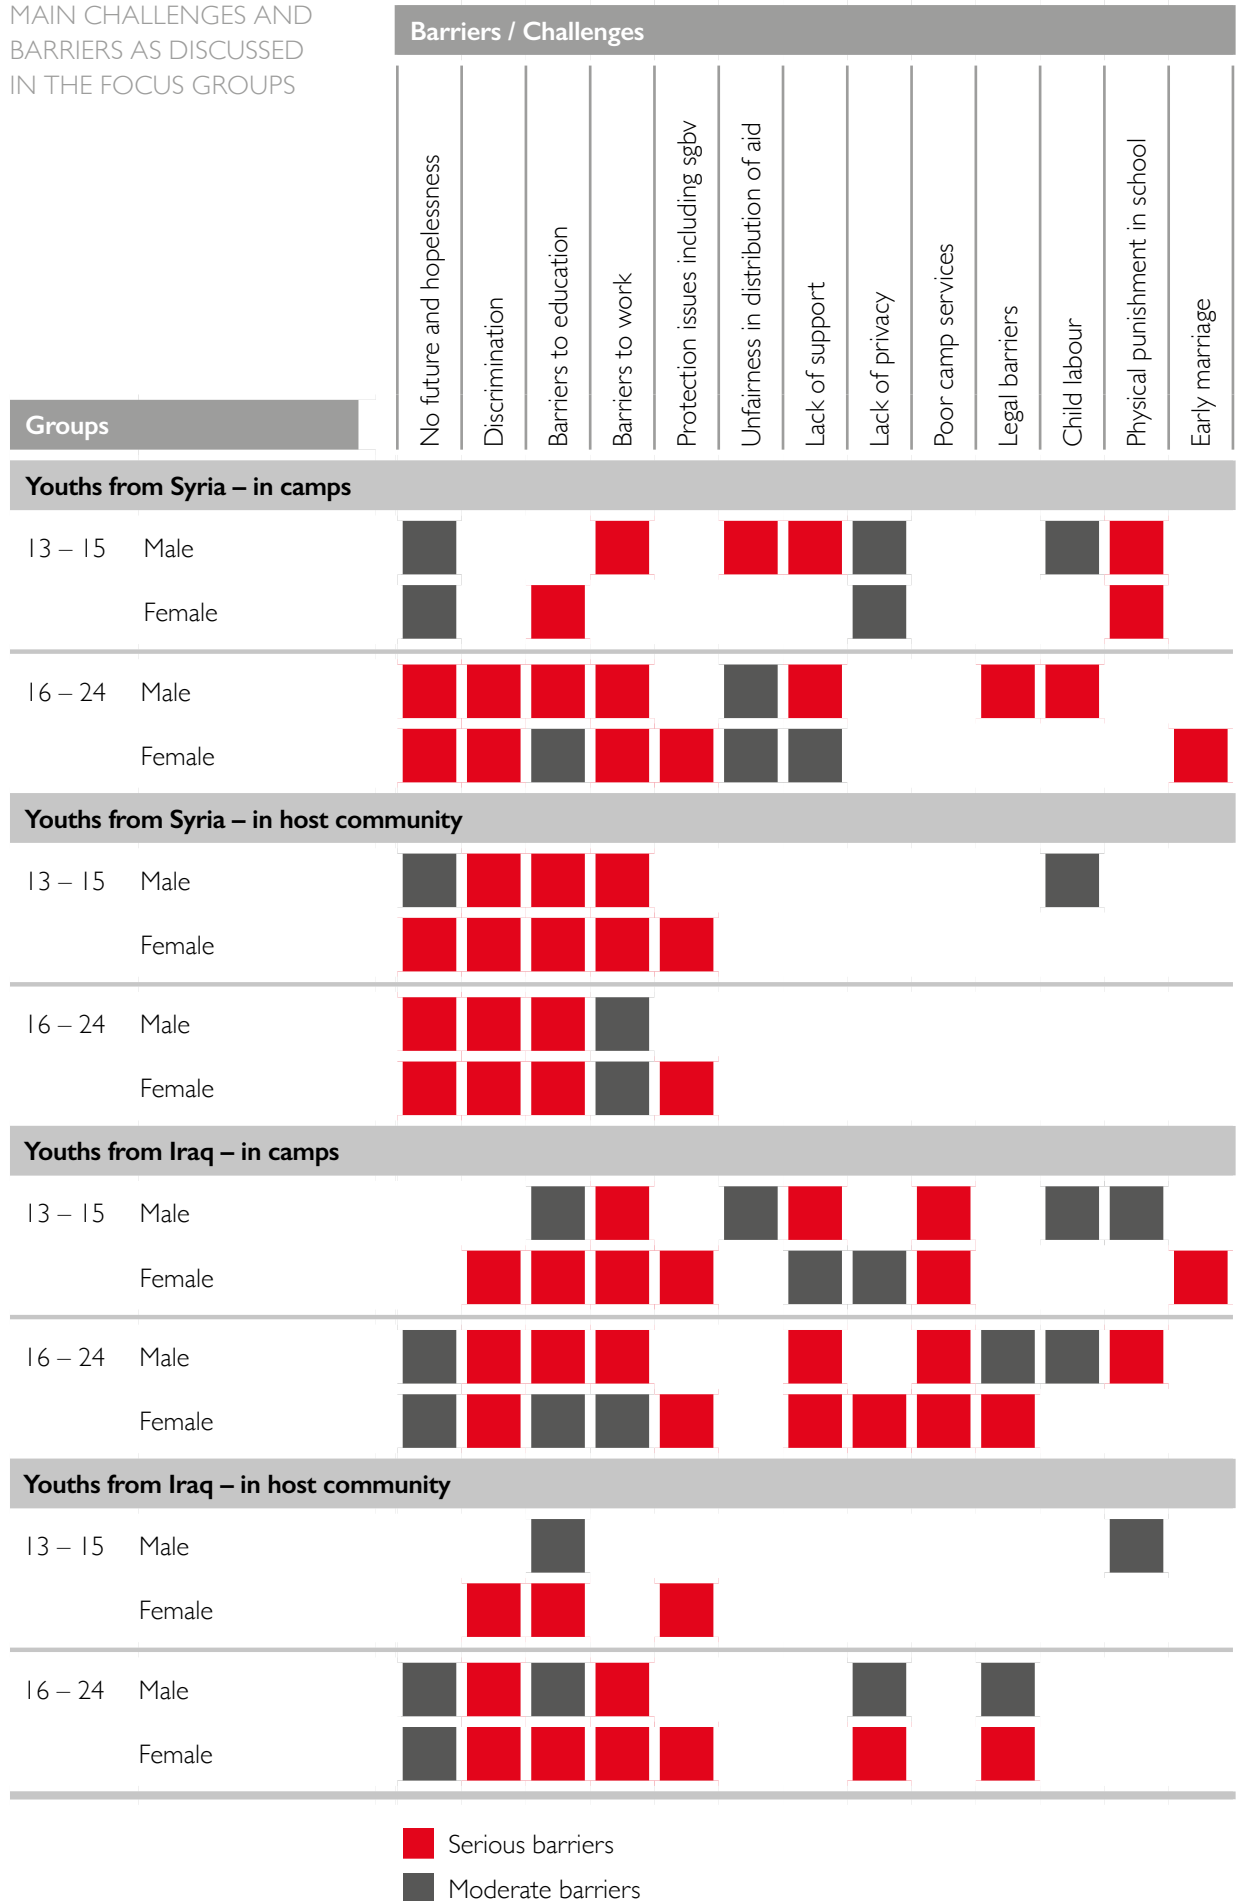 MAIN CHALLENGES AND
BARRIERS AS DISCUSSED
IN THE FOCUS GROUPS
Barriers / Challenges
No future and hopelessness
Discrimination
Barriers to education
Barriers to work
Protection issues including sgbv
Unfairness in distribution of aid
Lack of support
Lack of privacy
Poor camp services
Legal barriers
Child labour
Physical punishment in school
Early marriage
Groups
Youths from Syria – in camps
13 – 15 Male
Female
16 – 24 Male
Female
Youths from Syria – in host community
13 – 15 Male
Female
16 – 24 Male
Female
Youths from Iraq – in camps
13 – 15 Male
Female
16 – 24 Male
Female
Youths from Iraq – in host community
13 – 15 Male
Female
16 – 24 Male
Female
Serious barriers
Moderate barriers